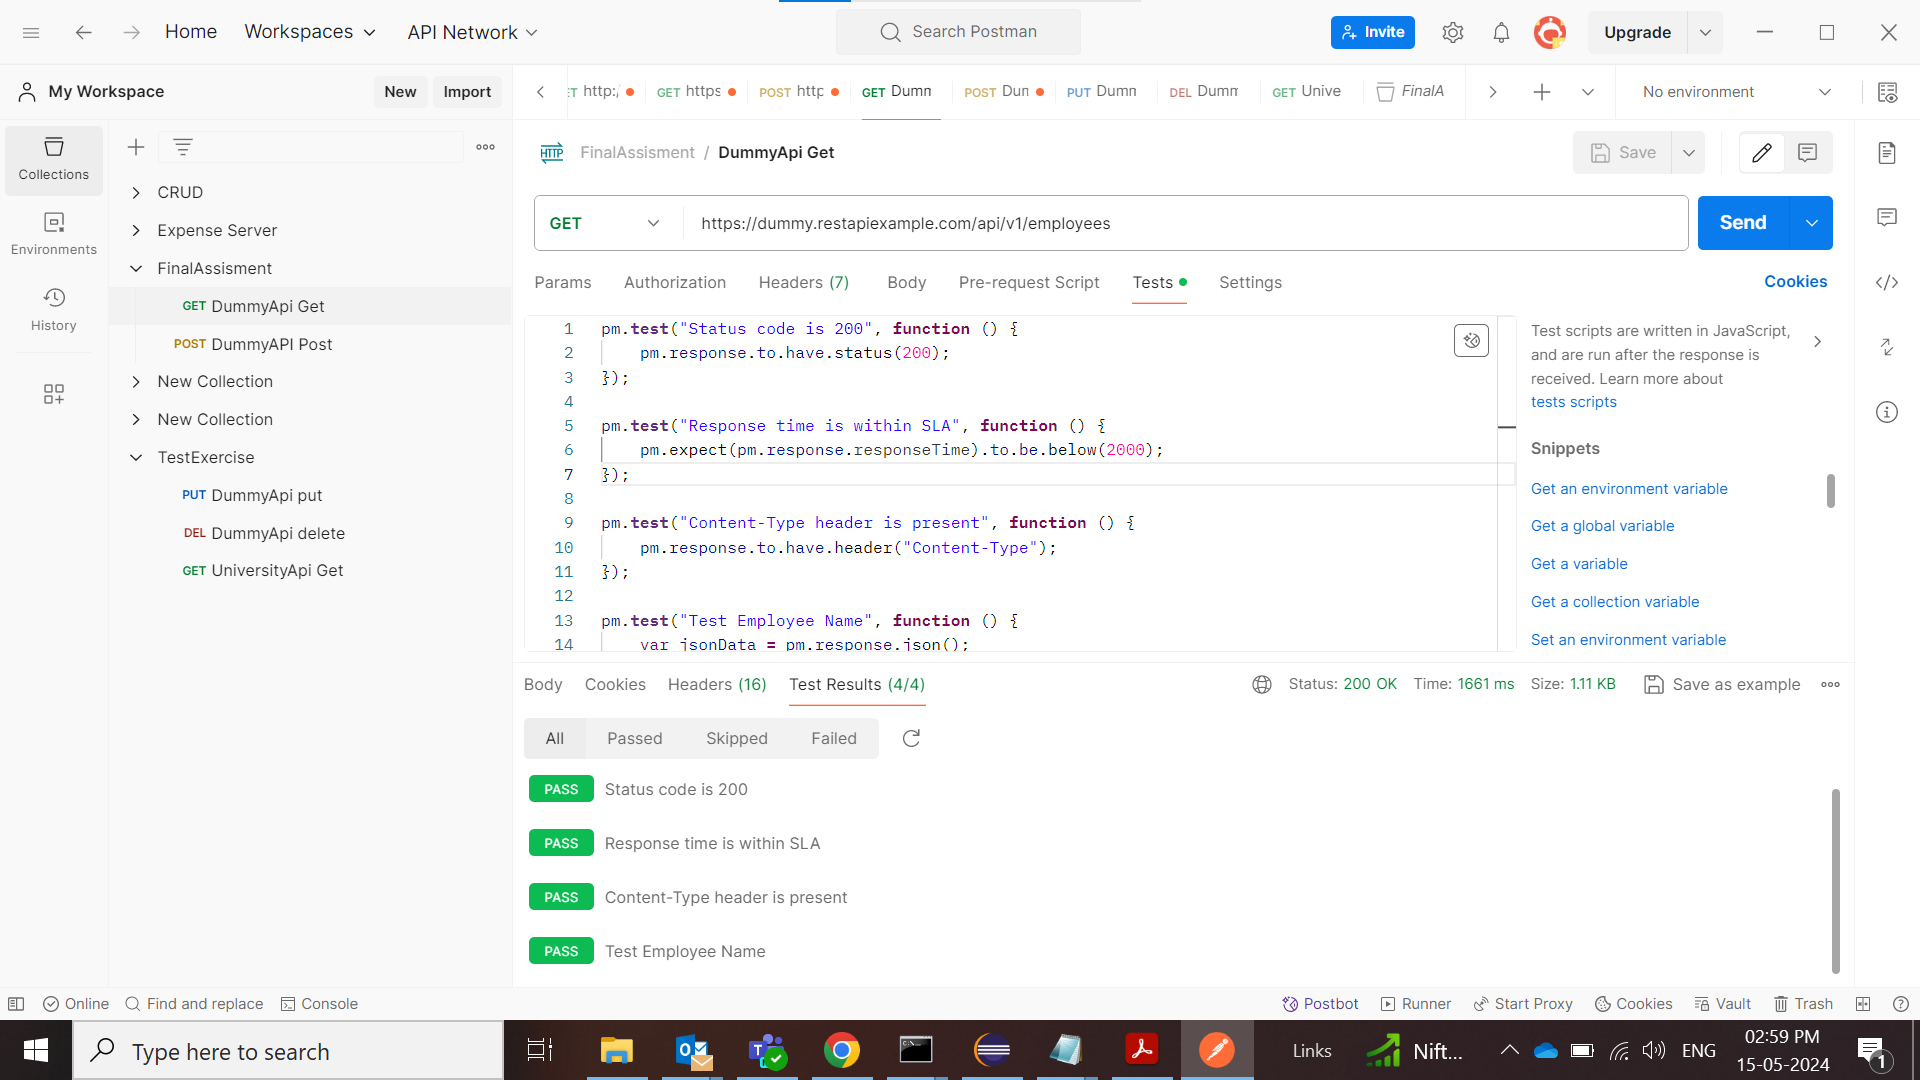 Home
Workspaces
API Network
Search Postman
Invite
Upgrade
My Workspace
New
Import
ET http:/
GET https
POST http
GET Dumm
POST Dum
PUT Dumm
DEL Dumm
GET Unive
FinalA
No environment
Collections
Environments
History
CRUD
Expense Server
FinalAssisment
GET DummyApi Get
POST DummyAPI Post
New Collection
New Collection
TestExercise
PUT DummyApi put
DEL DummyApi delete
GET UniversityApi Get
HTTP FinalAssisment / DummyApi Get
Save
GET
https://dummy.restapiexample.com/api/v1/employees
Send
Params
Authorization
Headers (7)
Body
Pre-request Script
Tests
Settings
Cookies
1 pm.test("Status code is 200", function () {
2 pm.response.to.have.status(200);
3 });
4
5 pm.test("Response time is within SLA", function () {
6 pm.expect(pm.response.responseTime).to.be.below(2000);
7 });
8
9 pm.test("Content-Type header is present", function () {
10 pm.response.to.have.header("Content-Type");
11 });
12
13 pm.test("Test Employee Name", function () {
14 var jsonData = pm.response.json();
Test scripts are written in JavaScript,
and are run after the response is
received. Learn more about
tests scripts
Snippets
Get an environment variable
Get a global variable
Get a variable
Get a collection variable
Set an environment variable
Body
Cookies
Headers (16)
Test Results (4/4)
Status: 200 OK
Time: 1661 ms
Size: 1.11 KB
Save as example
All
Passed
Skipped
Failed
PASS Status code is 200
PASS Response time is within SLA
PASS Content-Type header is present
PASS Test Employee Name
Online
Find and replace
Console
Postbot
Runner
Start Proxy
Cookies
Vault
Trash
Type here to search
Links
Nift...
ENG
02:59 PM
15-05-2024
1